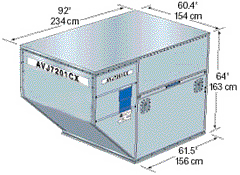 92'
234 cm
60.4'
154 cm
AVJ7201CX
64'
163 cm
61.5'
156 cm